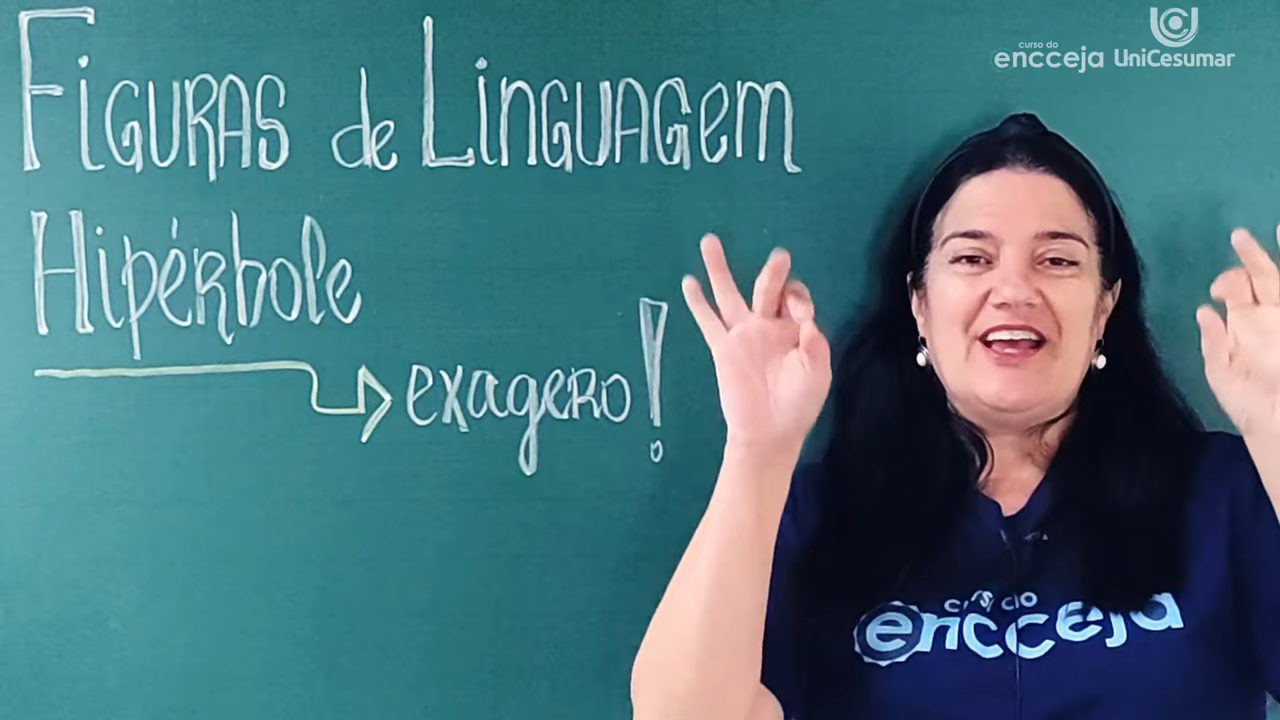 Figuras de Linguagem
Hipérbole
exagero!
curso do
encceja UniCesumar
curso do
encceja